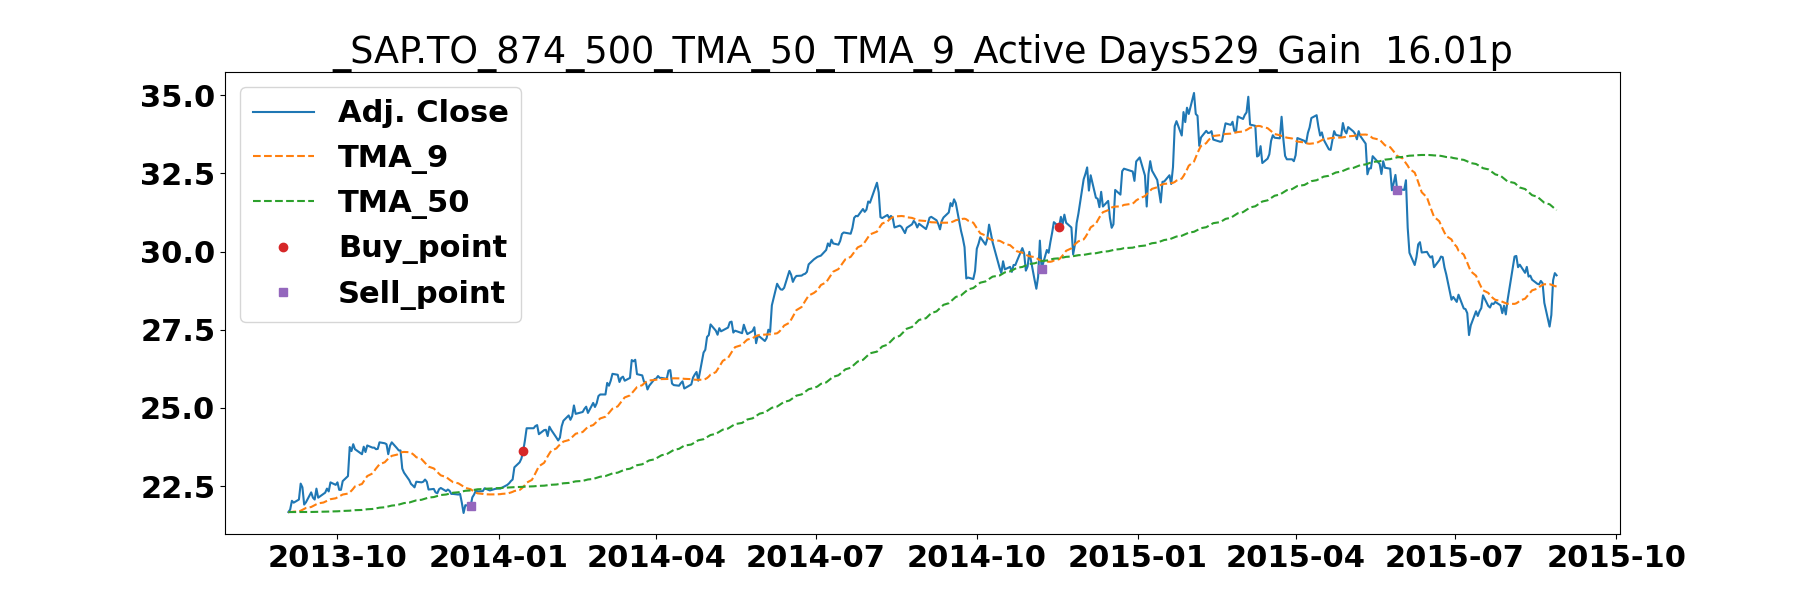 _SAP.TO_874_500_TMA_50_TMA_9_Active Days529_Gain  16.01p
Adj. Close
TMA_9
TMA_50
Buy_point
Sell_point
35.0
32.5
30.0
27.5
25.0
22.5
2013-10 2014-01 2014-04 2014-07 2014-10 2015-01 2015-04 2015-07 2015-10